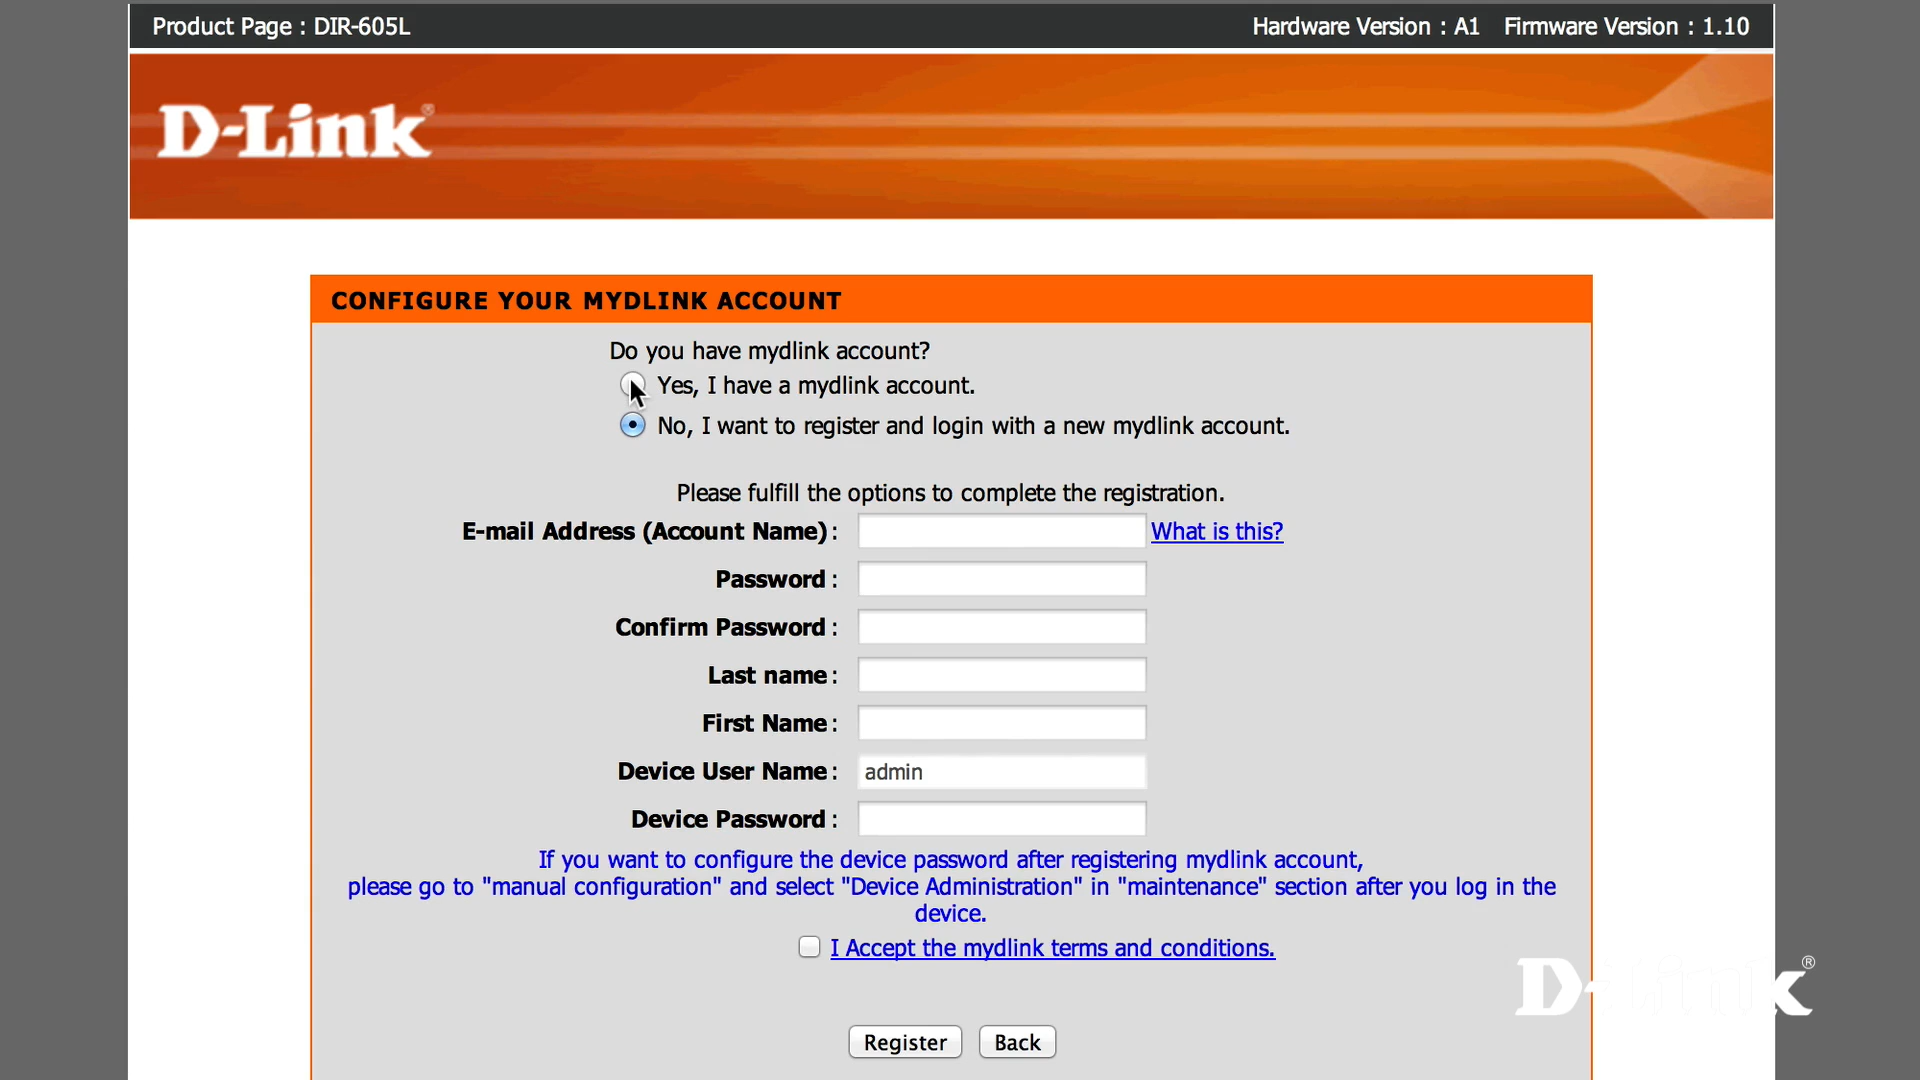 Product Page : DIR-605L
Hardware Version : A1 Firmware Version : 1.10
D-Link®
CONFIGURE YOUR MYDLINK ACCOUNT
Do you have mydlink account?
Yes, I have a mydlink account.
No, I want to register and login with a new mydlink account.
Please fulfill the options to complete the registration.
E-mail Address (Account Name) : What is this?
Password :
Confirm Password :
Last name :
First Name :
Device User Name : admin
Device Password :
If you want to configure the device password after registering mydlink account,
please go to "manual configuration" and select "Device Administration" in "maintenance" section after you log in the
device.
I Accept the mydlink terms and conditions.
D-Link®
Register Back